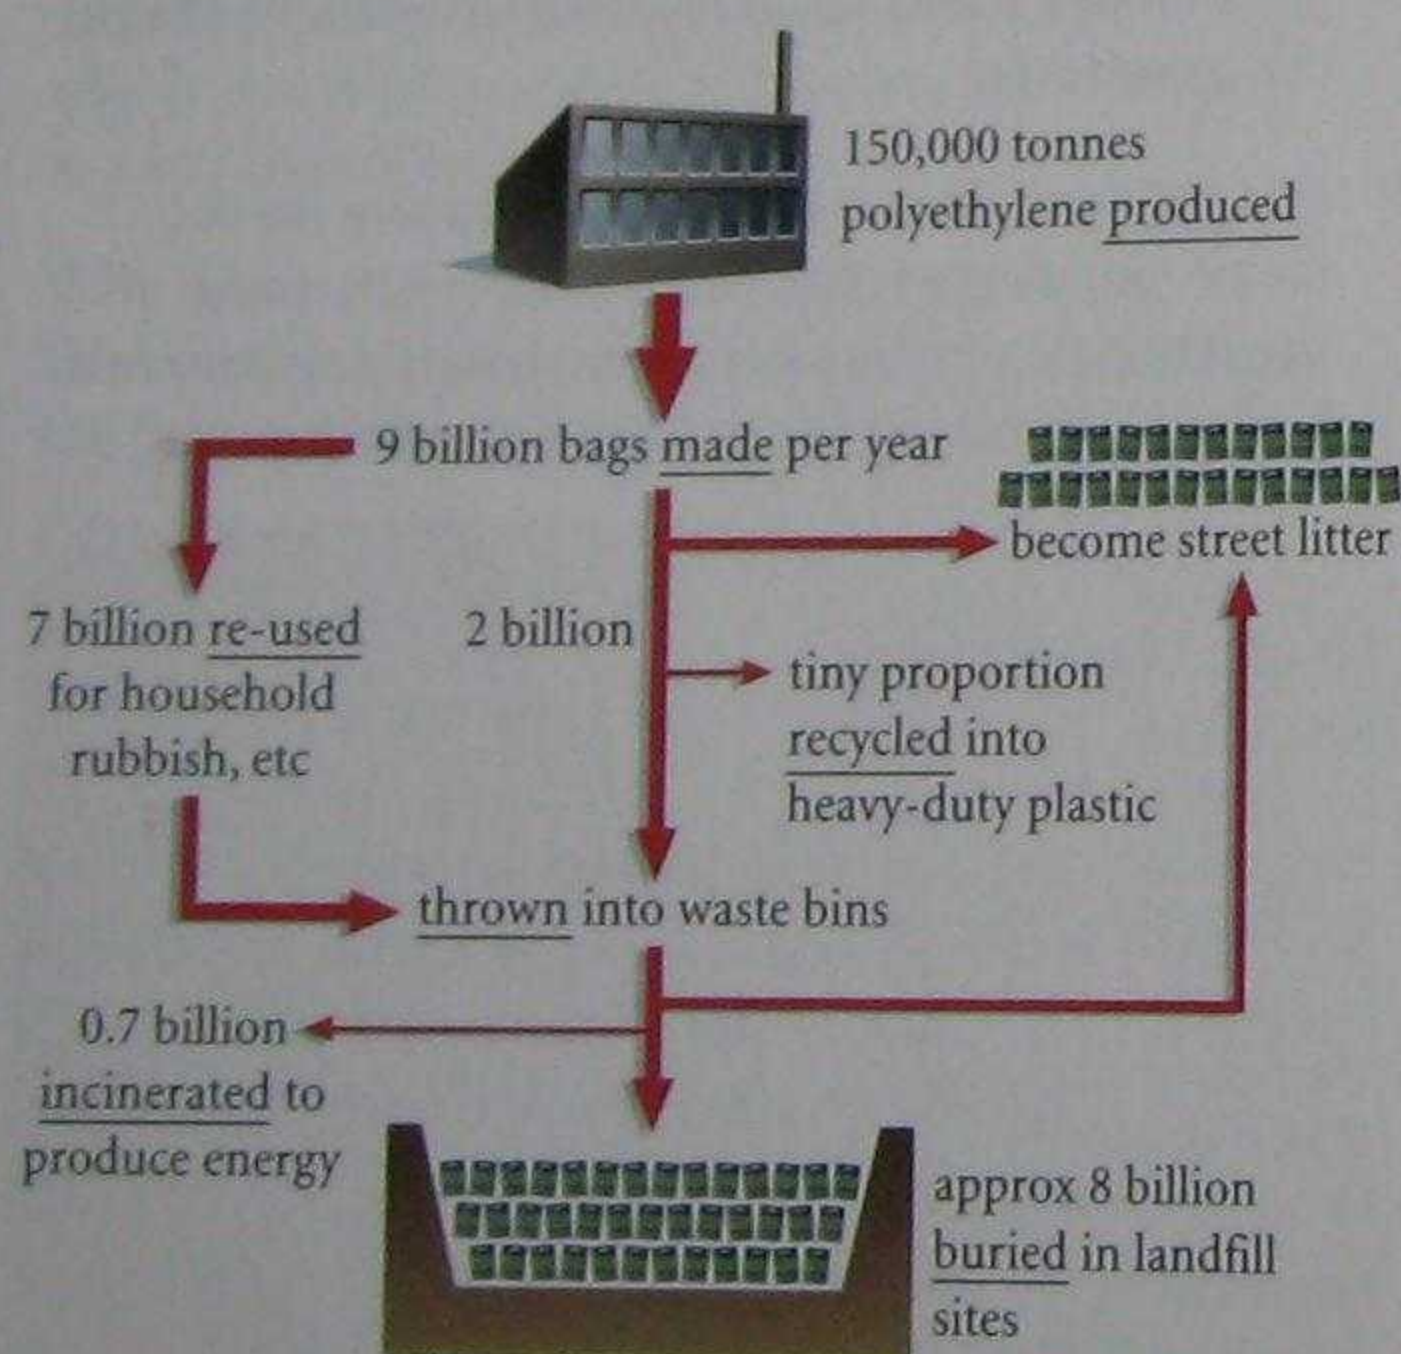 150,000 tonnes
polyethylene produced
9 billion bags made per year
become street litter
7 billion re-used
for household
rubbish, etc
2 billion
tiny proportion
recycled into
heavy-duty plastic
thrown into waste bins
0.7 billion
incinerated to
produce energy
approx 8 billion
buried in landfill
sites